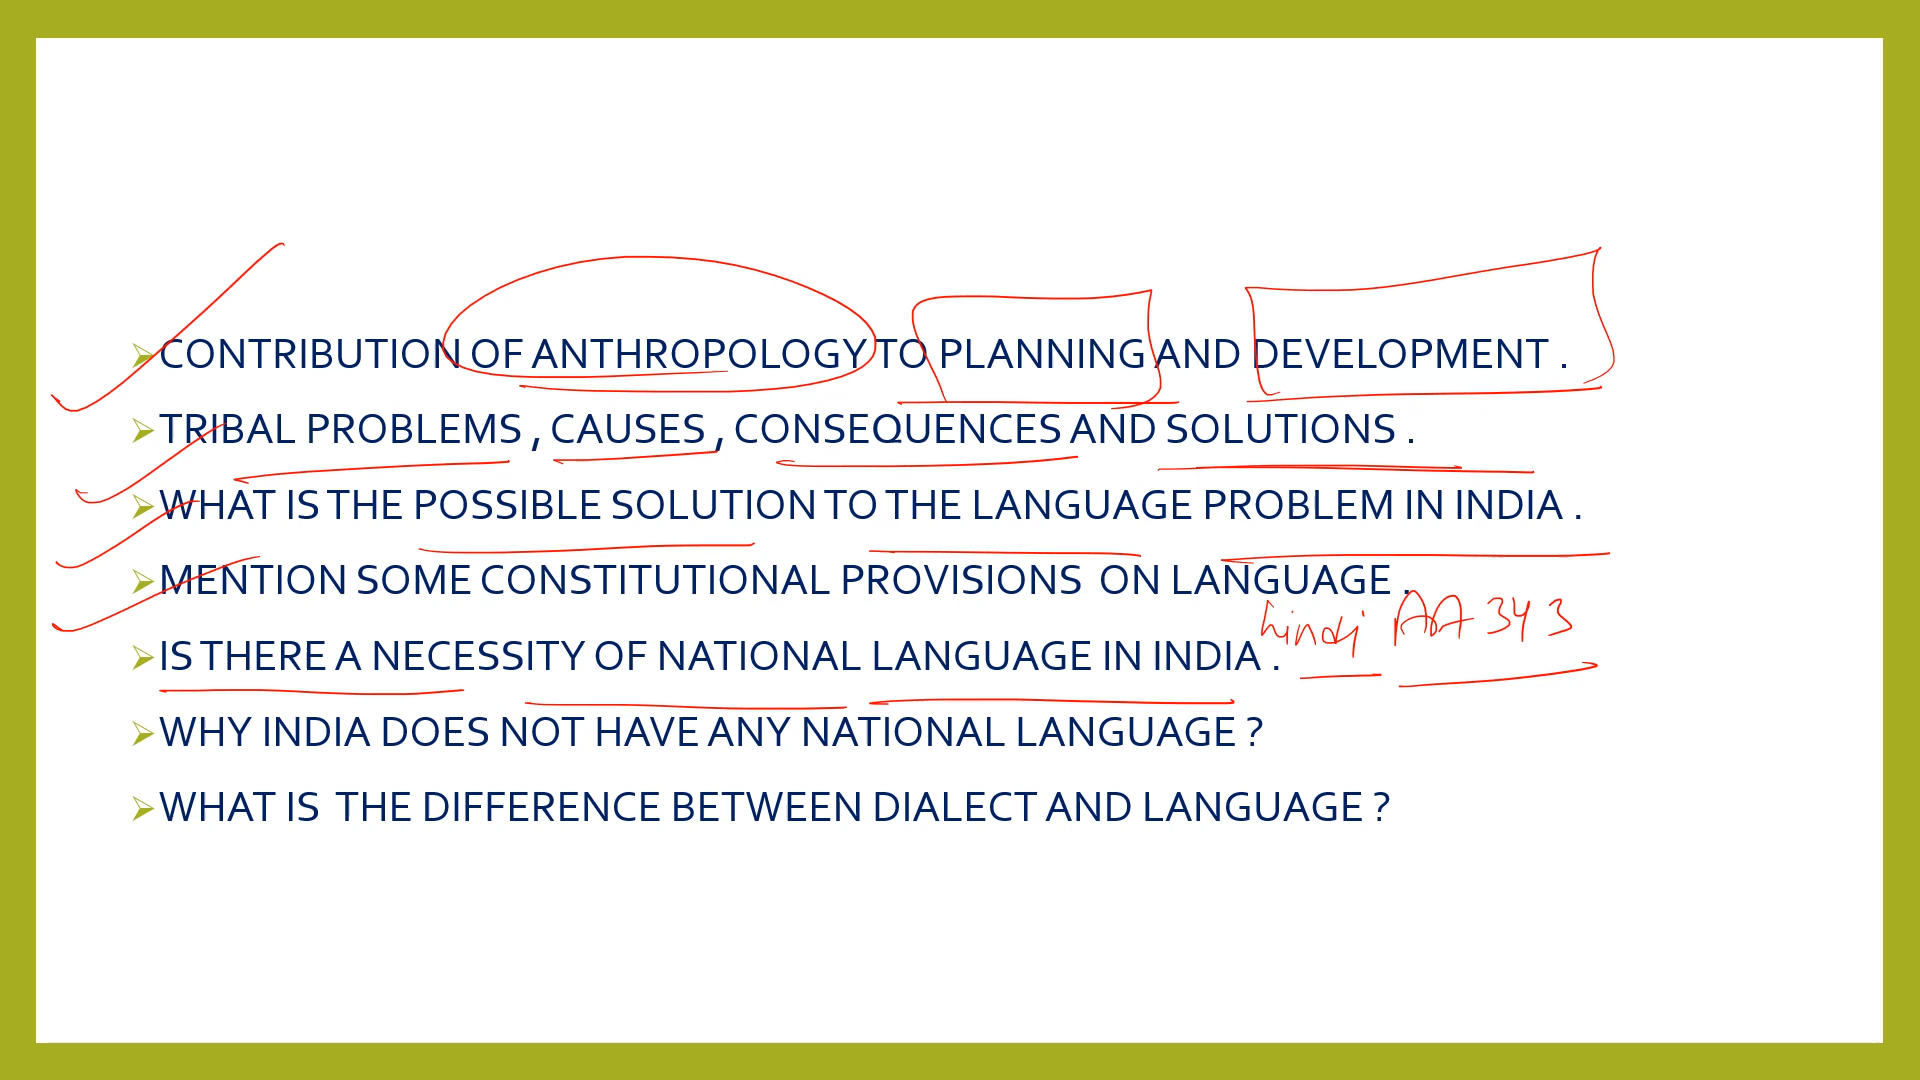 CONTRIBUTION OF ANTHROPOLOGY TO PLANNING AND DEVELOPMENT .
TRIBAL PROBLEMS , CAUSES , CONSEQUENCES AND SOLUTIONS .
WHAT IS THE POSSIBLE SOLUTION TO THE LANGUAGE PROBLEM IN INDIA .
MENTION SOME CONSTITUTIONAL PROVISIONS ON LANGUAGE .
hindi 343
IS THERE A NECESSITY OF NATIONAL LANGUAGE IN INDIA .
WHY INDIA DOES NOT HAVE ANY NATIONAL LANGUAGE ?
WHAT IS THE DIFFERENCE BETWEEN DIALECT AND LANGUAGE ?